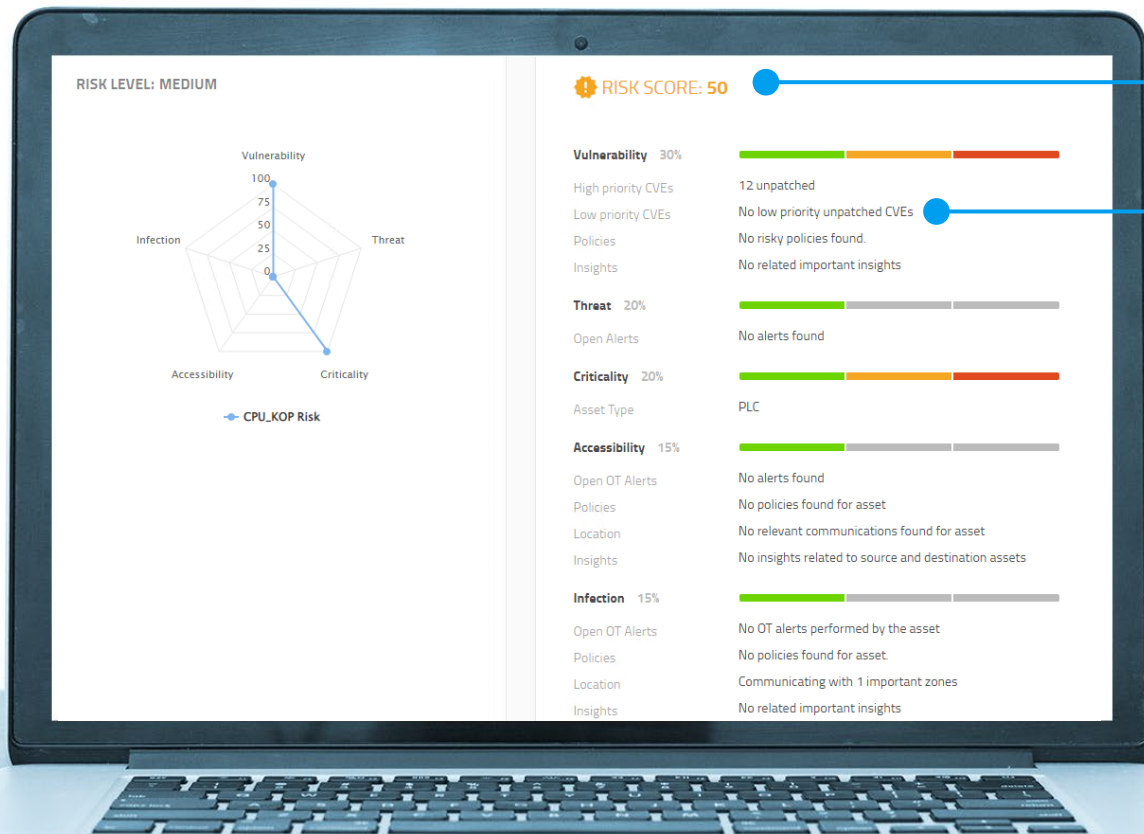 RISK LEVEL: MEDIUM
Vulnerability
100
75
50
25
0
Infection
Threat
Accessibility
Criticality
CPU_KOP Risk
RISK SCORE: 50
Vulnerability 30%
High priority CVEs 12 unpatched
Low priority CVEs No low priority unpatched CVEs
Policies No risky policies found.
Insights No related important insights
Threat 20%
Open Alerts No alerts found
Criticality 20%
Asset Type PLC
Accessibility 15%
Open OT Alerts No alerts found
Policies No policies found for asset
Location No relevant communications found for asset
Insights No insights related to source and destination assets
Infection 15%
Open OT Alerts No OT alerts performed by the asset
Policies No policies found for asset.
Location Communicating with 1 important zones
Insights No related important insights